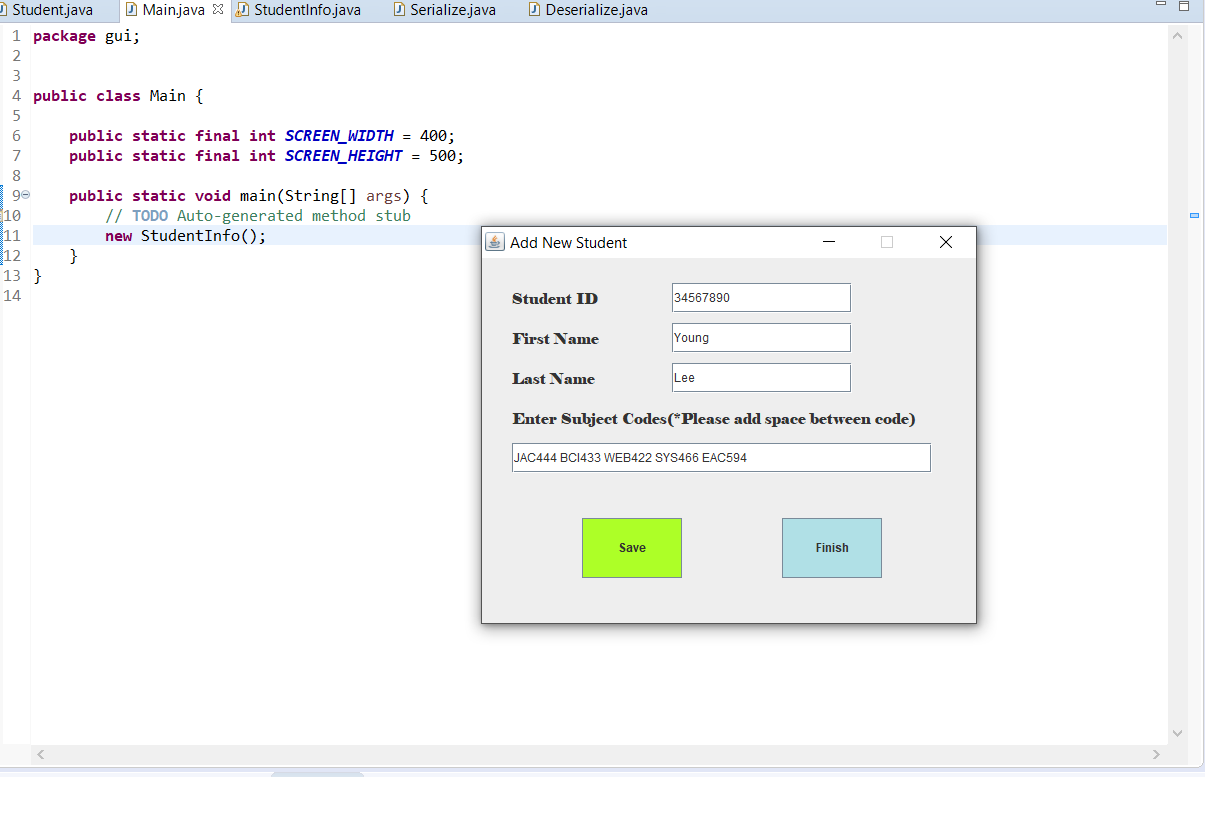 Student.java Main.java StudentInfo.java Serialize.java Deserialize.java
1 package gui;
2
3
4 public class Main {
5
6 public static final int SCREEN_WIDTH = 400;
7 public static final int SCREEN_HEIGHT = 500;
8
9 public static void main(String[] args) {
10 // TODO Auto-generated method stub
11 new StudentInfo();
12 }
13 }
14
Add New Student
Student ID 34567890
First Name Young
Last Name Lee
Enter Subject Codes(*Please add space between code)
JAC444 BCI433 WEB422 SYS466 EAC594
Save Finish